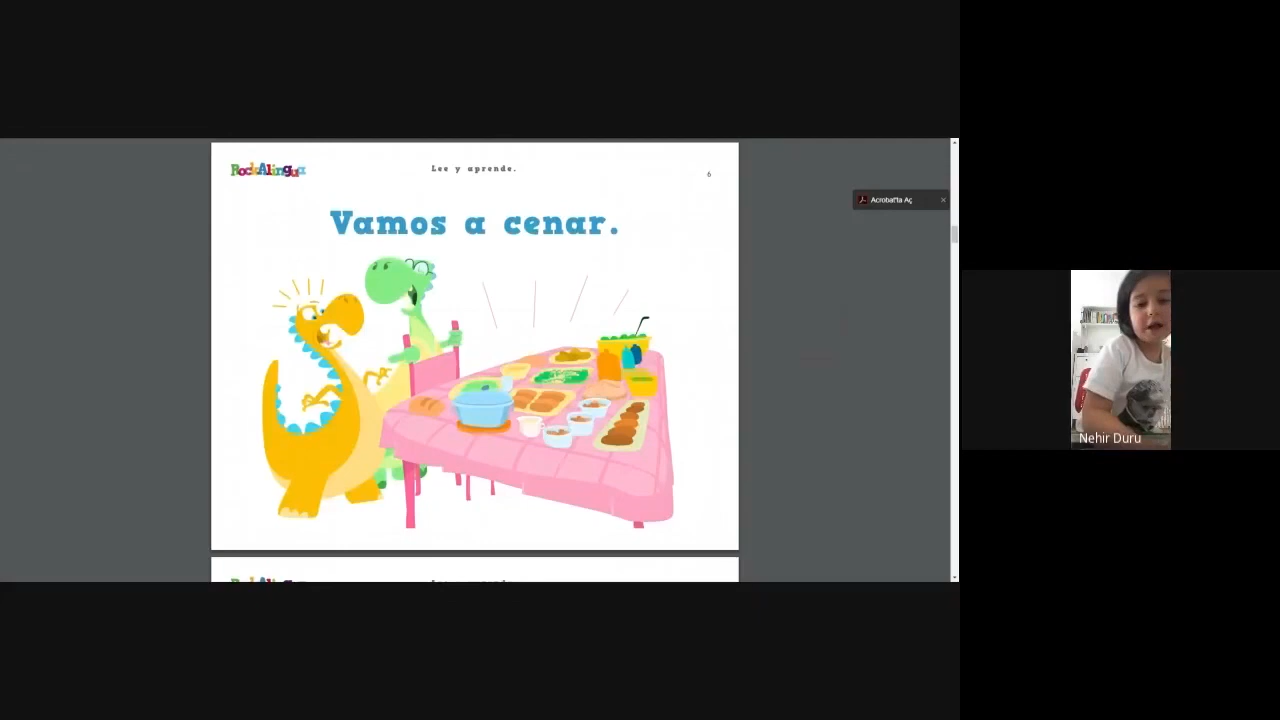 RockAlingua
Lee y aprende.
6
Acrobat'ta Aç
Vamos a cenar.
Nehir Duru